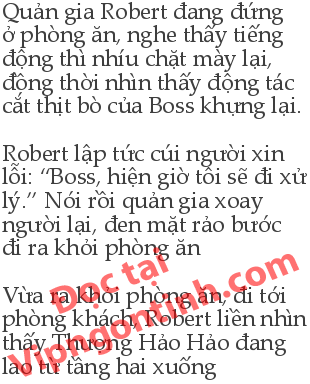 Quản gia Robert đang đứng
ở phòng ăn, nghe thấy tiếng
động thì nhíu chặt mày lại,
động thời nhìn thấy động tác
cắt thịt bò của Boss khựng lại.
Robert lập tức cúi người xin
lỗi: “Boss, hiện giờ tôi sẽ đi xử
lý.” Nói rồi quản gia xoay
người lại, đen mặt rảo bước
đi ra khỏi phòng ăn
Vừa ra khỏi phòng ăn, đi tới
phòng khách, Robert liền nhìn
thấy Thượng Hảo Hảo đang
lao từ tầng hai xuống
Đọc tại
Vipngontinh.com